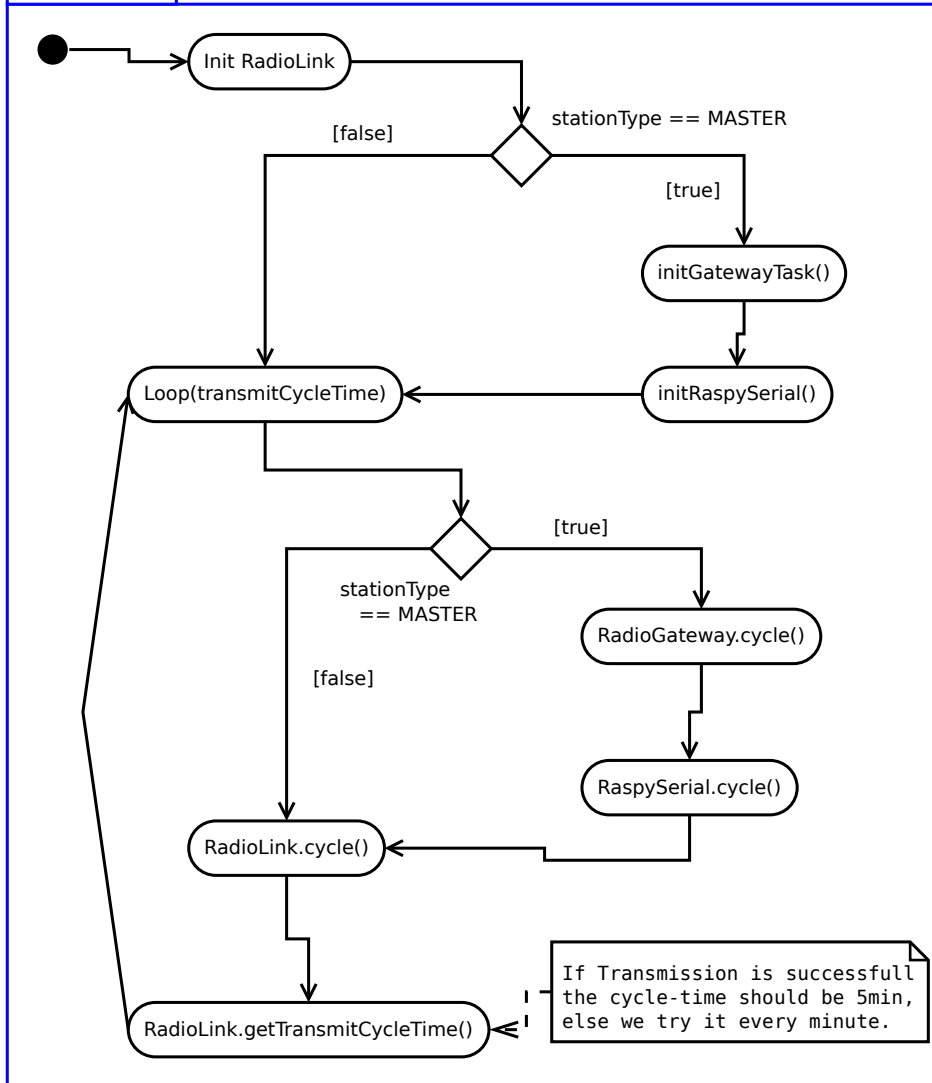 Init RadioLink
stationType == MASTER
[false]
[true]
initGatewayTask()
Loop(transmitCycleTime)
initRaspySerial()
[true]
stationType
== MASTER
RadioGateway.cycle()
[false]
RaspySerial.cycle()
RadioLink.cycle()
If Transmission is successfull
the cycle-time should be 5min,
else we try it every minute.
RadioLink.getTransmitCycleTime()